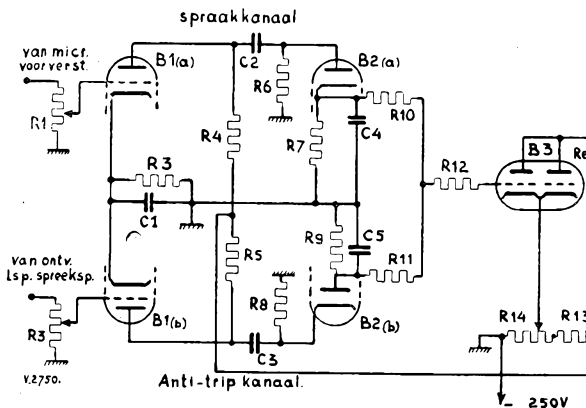 spraakkanaal
van micr.
voorverst.
B1(a)
C2
B2(a)
R6
R1
R4
R7
C4
R10
R3
C1
B3
Re
R12
van ontv.
lsp. spreeksp.
R5
R9
C5
R11
R8
R3
B1(b)
C3
B2(b)
R14
R13
V.2750.
Anti-trip kanaal.
- 250V